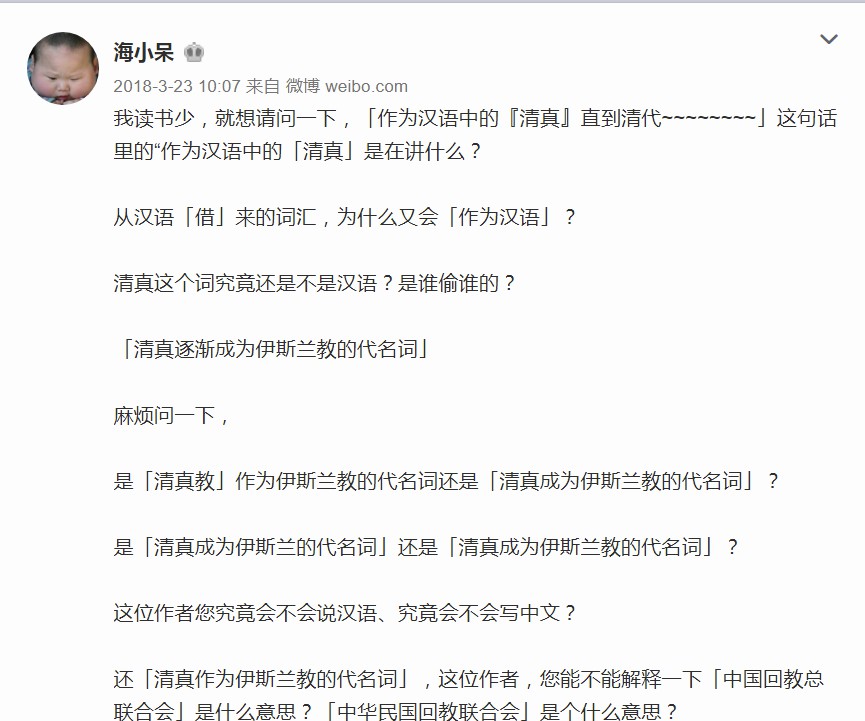 海小呆
2018-3-23 10:07 来自 微博 weibo.com
我读书少，就想请问一下，「作为汉语中的『清真』直到清代~~~~~~~~」这句话
里的“作为汉语中的「清真」是在讲什么？
从汉语「借」来的词汇，为什么又会「作为汉语」？
清真这个词究竟还是不是汉语？是谁偷谁的？
「清真逐渐成为伊斯兰教的代名词」
麻烦问一下，
是「清真教」作为伊斯兰教的代名词还是「清真成为伊斯兰教的代名词」？
是「清真成为伊斯兰的代名词」还是「清真成为伊斯兰教的代名词」？
这位作者您究竟会不会说汉语、究竟会不会写中文？
还「清真作为伊斯兰教的代名词」，这位作者，您能不能解释一下「中国回教总
联合会」是什么意思？「中华民国回教联合会」是个什么意思？